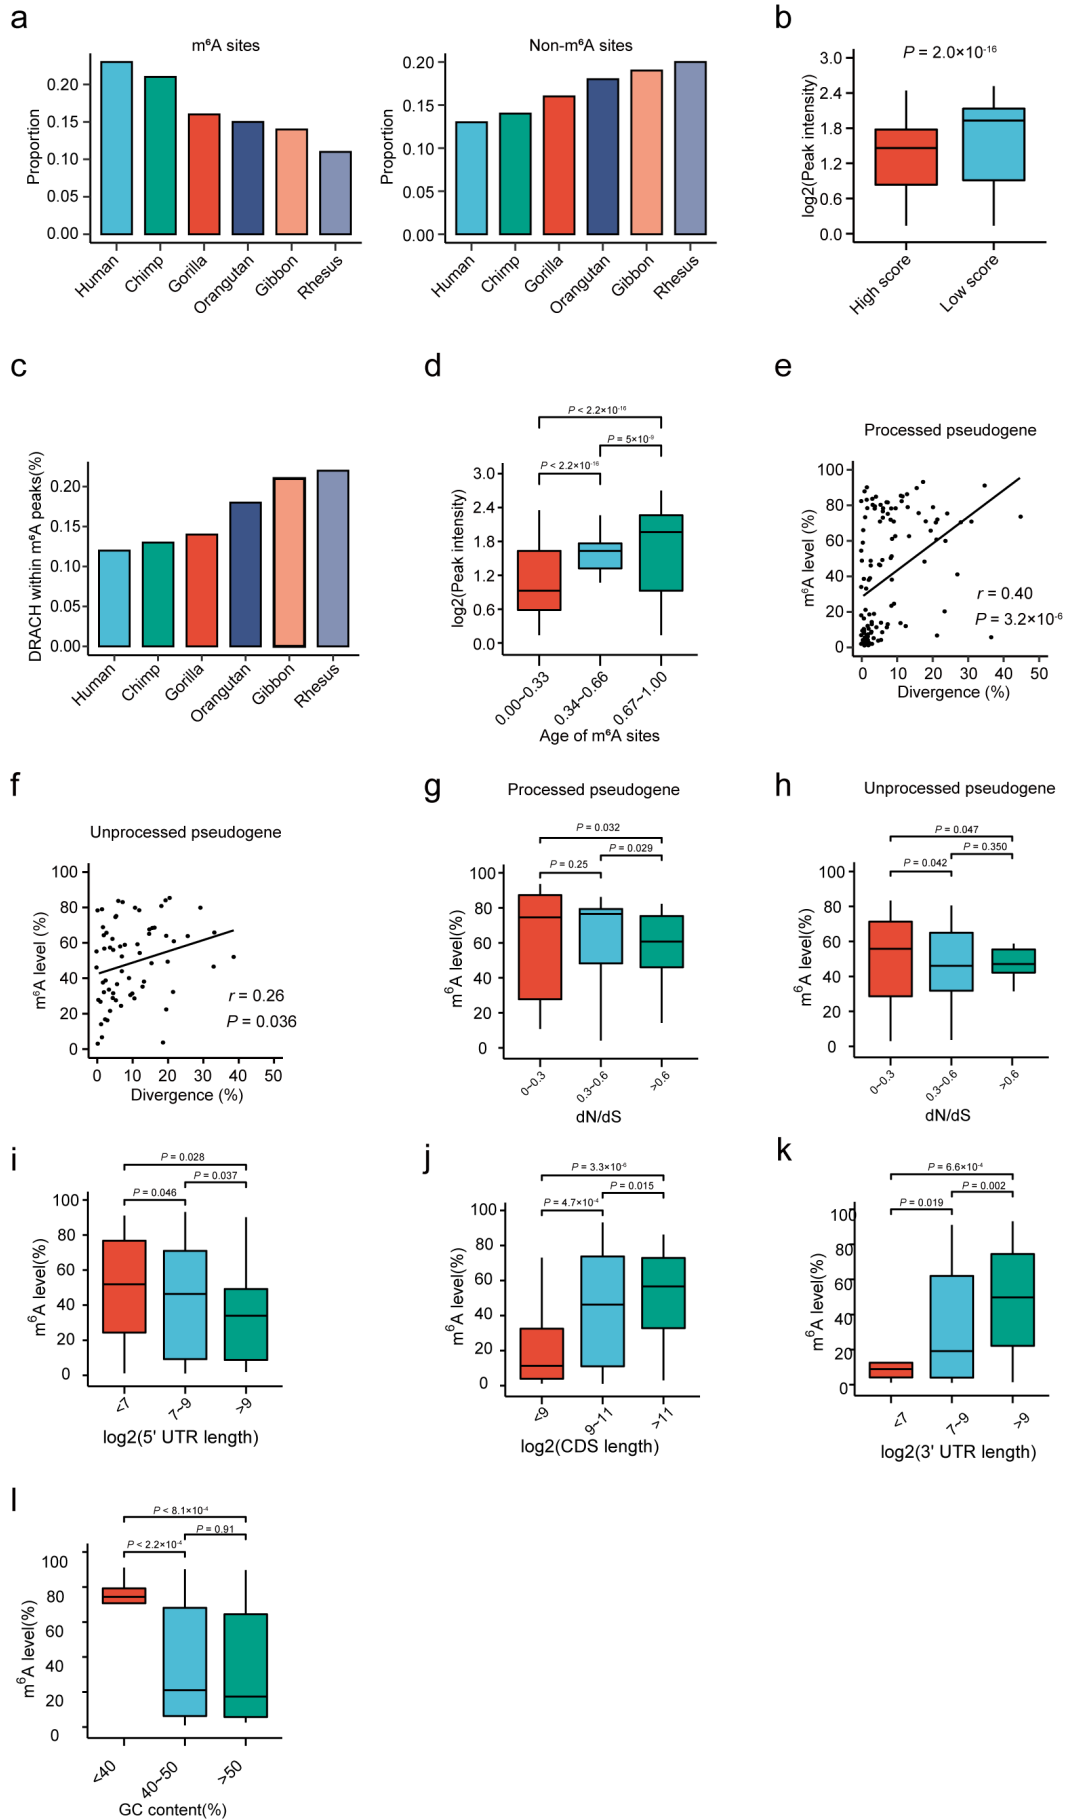 a
m⁶A sites
Proportion
0.20
0.15
0.10
0.05
0.00
Human
Chimp
Gorilla
Orangutan
Gibbon
Rhesus
Non-m⁶A sites
Proportion
0.20
0.15
0.10
0.05
0.00
Human
Chimp
Gorilla
Orangutan
Gibbon
Rhesus
b
P = 2.0×10⁻¹⁶
log2(Peak intensity)
3.0
2.4
1.8
1.2
0.6
0.0
High score
Low score
c
DRACH within m⁶A peaks(%)
0.20
0.15
0.10
0.05
0.00
Human
Chimp
Gorilla
Orangutan
Gibbon
Rhesus
d
P < 2.2×10⁻¹⁶
P = 5×10⁻⁹
P < 2.2×10⁻¹⁶
log2(Peak intensity)
3.0
2.4
1.8
1.2
0.6
0.0
0.00~0.33
0.34~0.66
0.67~1.00
Age of m⁶A sites
e
Processed pseudogene
m⁶A level (%)
100
80
60
40
20
0
r = 0.40
P = 3.2×10⁻⁶
0 10 20 30 40 50
Divergence (%)
f
Unprocessed pseudogene
m⁶A level (%)
100
80
60
40
20
0
r = 0.26
P = 0.036
0 10 20 30 40 50
Divergence (%)
g
Processed pseudogene
P = 0.032
P = 0.029
P = 0.25
m⁶A level(%)
100
80
60
40
20
0
0~0.3
0.3~0.6
>0.6
dN/dS
h
Unprocessed pseudogene
P = 0.047
P = 0.350
P = 0.042
m⁶A level(%)
100
80
60
40
20
0
0~0.3
0.3~0.6
>0.6
dN/dS
i
P = 0.028
P = 0.037
P = 0.046
m⁶A level(%)
100
80
60
40
20
0
<7
7~9
>9
log2(5' UTR length)
j
P = 3.3×10⁻⁶
P = 0.015
P = 4.7×10⁻⁴
m⁶A level(%)
100
80
60
40
20
0
<9
9~11
>11
log2(CDS length)
k
P = 6.6×10⁻⁴
P = 0.002
P = 0.019
m⁶A level(%)
100
80
60
40
20
0
<7
7~9
>9
log2(3' UTR length)
l
P < 8.1×10⁻⁴
P = 0.91
P < 2.2×10⁻⁴
m⁶A level(%)
100
80
60
40
20
0
<40
40~50
>50
GC content(%)